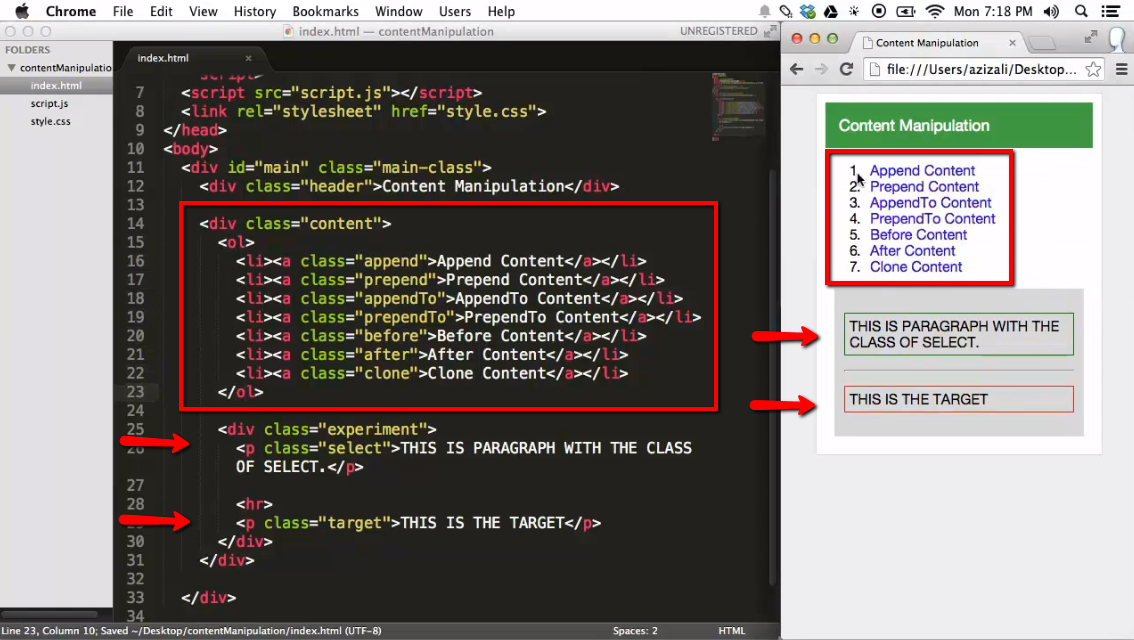 Chrome File Edit View History Bookmarks Window Users Help Mon 7:18 PM
index.html — contentManipulation UNREGISTERED
FOLDERS
contentManipulation
index.html
script.js
style.css
index.html ×
script>
7 <script src="script.js"></script>
8 <link rel="stylesheet" href="style.css">
9 </head>
10 <body>
11 <div id="main" class="main-class">
12 <div class="header">Content Manipulation</div>
13
14 <div class="content">
15 <ol>
16 <li><a class="append">Append Content</a></li>
17 <li><a class="prepend">Prepend Content</a></li>
18 <li><a class="appendTo">AppendTo Content</a></li>
19 <li><a class="prependTo">PrependTo Content</a></li>
20 <li><a class="before">Before Content</a></li>
21 <li><a class="after">After Content</a></li>
22 <li><a class="clone">Clone Content</a></li>
23 </ol>
24
25 <div class="experiment">
26 <p class="select">THIS IS PARAGRAPH WITH THE CLASS
OF SELECT.</p>
27
28 <hr>
29 <p class="target">THIS IS THE TARGET</p>
30 </div>
31 </div>
32
33 </div>
34
Line 23, Column 10; Saved ~/Desktop/contentManipulation/index.html (UTF-8) Spaces: 2 HTML
Content Manipulation ×
file:///Users/azizali/Desktop...
Content Manipulation
1. Append Content
2. Prepend Content
3. AppendTo Content
4. PrependTo Content
5. Before Content
6. After Content
7. Clone Content
THIS IS PARAGRAPH WITH THE
CLASS OF SELECT.
THIS IS THE TARGET